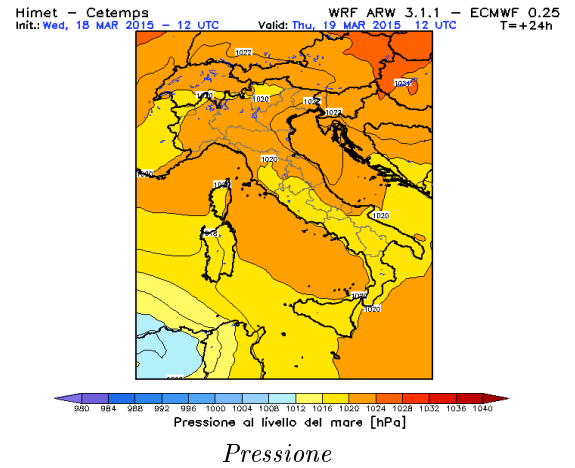 Himet – Cetemps WRF ARW 3.1.1 – ECMWF 0.25
Init.: Wed, 18 MAR 2015 – 12 UTC Valid: Thu, 19 MAR 2015 12 UTC T=+24h
1022
1024
1020
1022
1020
1020
1020
1020
1020
980 984 988 992 996 1000 1004 1008 1012 1016 1020 1024 1028 1032 1036 1040
Pressione al livello del mare [hPa]
Pressione